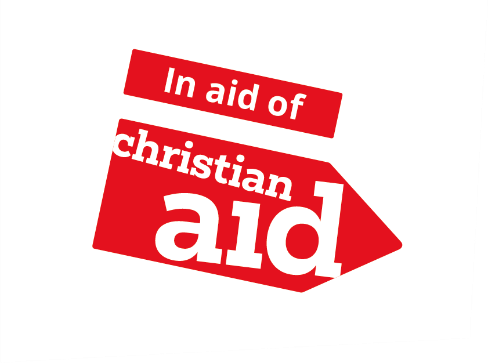 In aid of
christian
aid